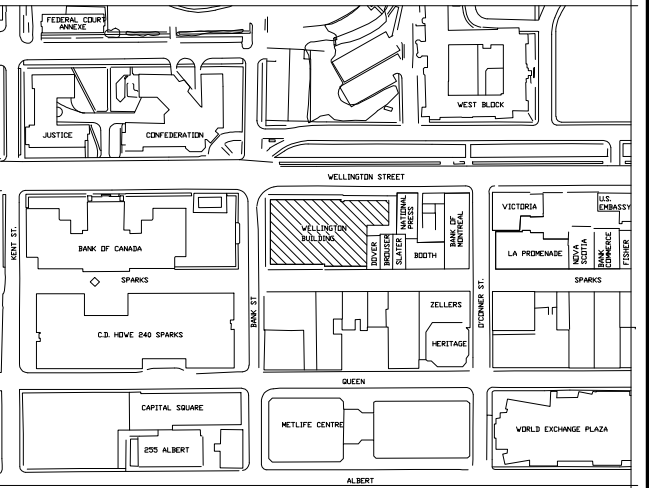 FEDERAL COURT
ANNEXE
WEST BLOCK
JUSTICE
CONFEDERATION
WELLINGTON STREET
KENT ST.
BANK OF CANADA
WELLINGTON
BUILDING
NATIONAL
PRESS
BANK OF
MONTREAL
DOVER
BROUSER
SLATER
BOOTH
VICTORIA
U.S.
EMBASSY
LA PROMENADE
NOVA
SCOTIA
BANK
COMMERCE
FISHER
SPARKS
SPARKS
BANK ST
D'CONNER ST.
C.D. HOWE 240 SPARKS
ZELLERS
HERITAGE
QUEEN
CAPITAL SQUARE
255 ALBERT
METLIFE CENTRE
WORLD EXCHANGE PLAZA
ALBERT